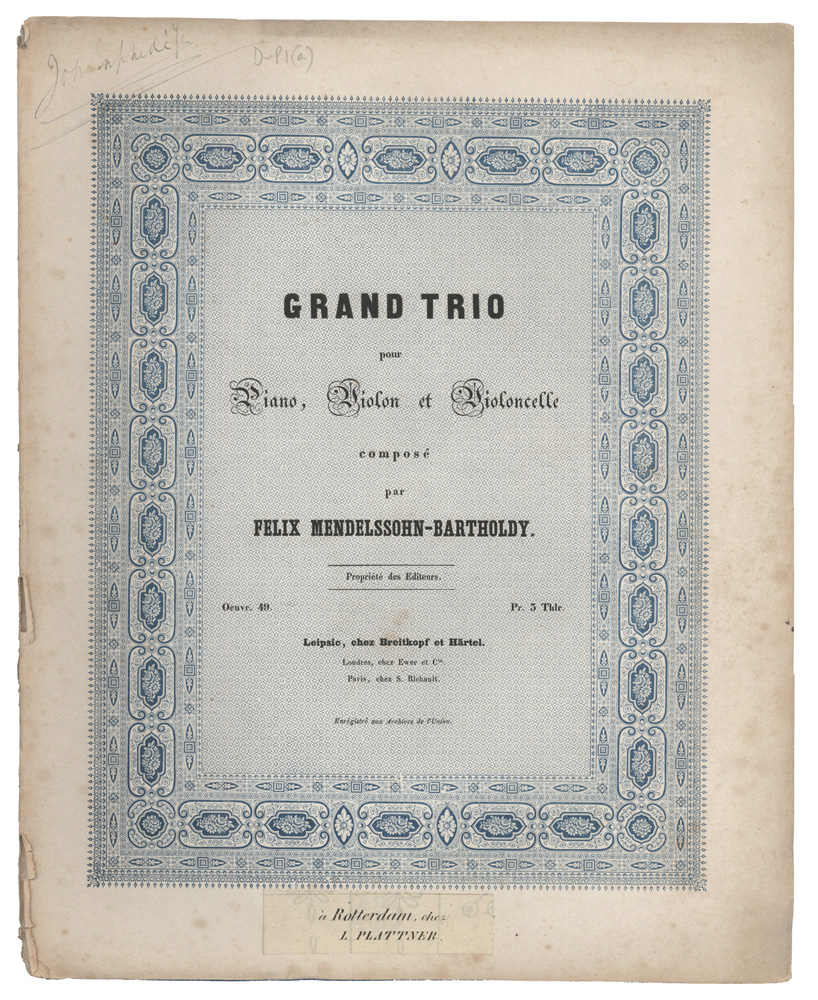 D-P1(a)
GRAND TRIO
pour
Piano, Violon et Violoncelle
composé
par
FELIX MENDELSSOHN-BARTHOLDY.
Propriété des Editeurs.
Oeuvr. 49. Pr. 3 Thlr.
Leipsic, chez Breitkopf et Härtel.
Londres, chez Ewer et Cie.
Paris, chez S. Richault.
Enrégistré aux Archives de l'Union.
à Rotterdam, chez
L PLATTNER.